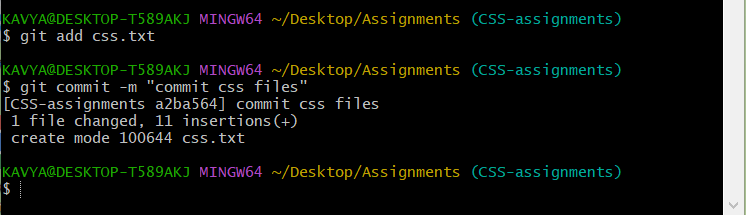 KAVYA@DESKTOP-T589AKJ MINGW64 ~/Desktop/Assignments (CSS-assignments)
$ git add css.txt
KAVYA@DESKTOP-T589AKJ MINGW64 ~/Desktop/Assignments (CSS-assignments)
$ git commit -m "commit css files"
[CSS-assignments a2ba564] commit css files
 1 file changed, 11 insertions(+)
 create mode 100644 css.txt
KAVYA@DESKTOP-T589AKJ MINGW64 ~/Desktop/Assignments (CSS-assignments)
$